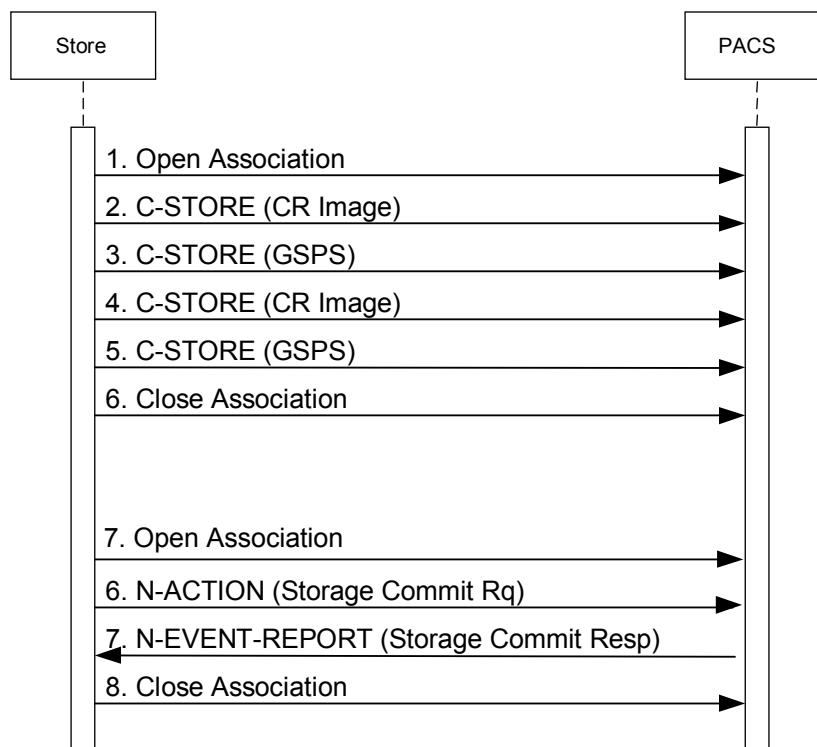 Store
PACS
1. Open Association
2. C-STORE (CR Image)
3. C-STORE (GSPS)
4. C-STORE (CR Image)
5. C-STORE (GSPS)
6. Close Association
7. Open Association
6. N-ACTION (Storage Commit Rq)
7. N-EVENT-REPORT (Storage Commit Resp)
8. Close Association